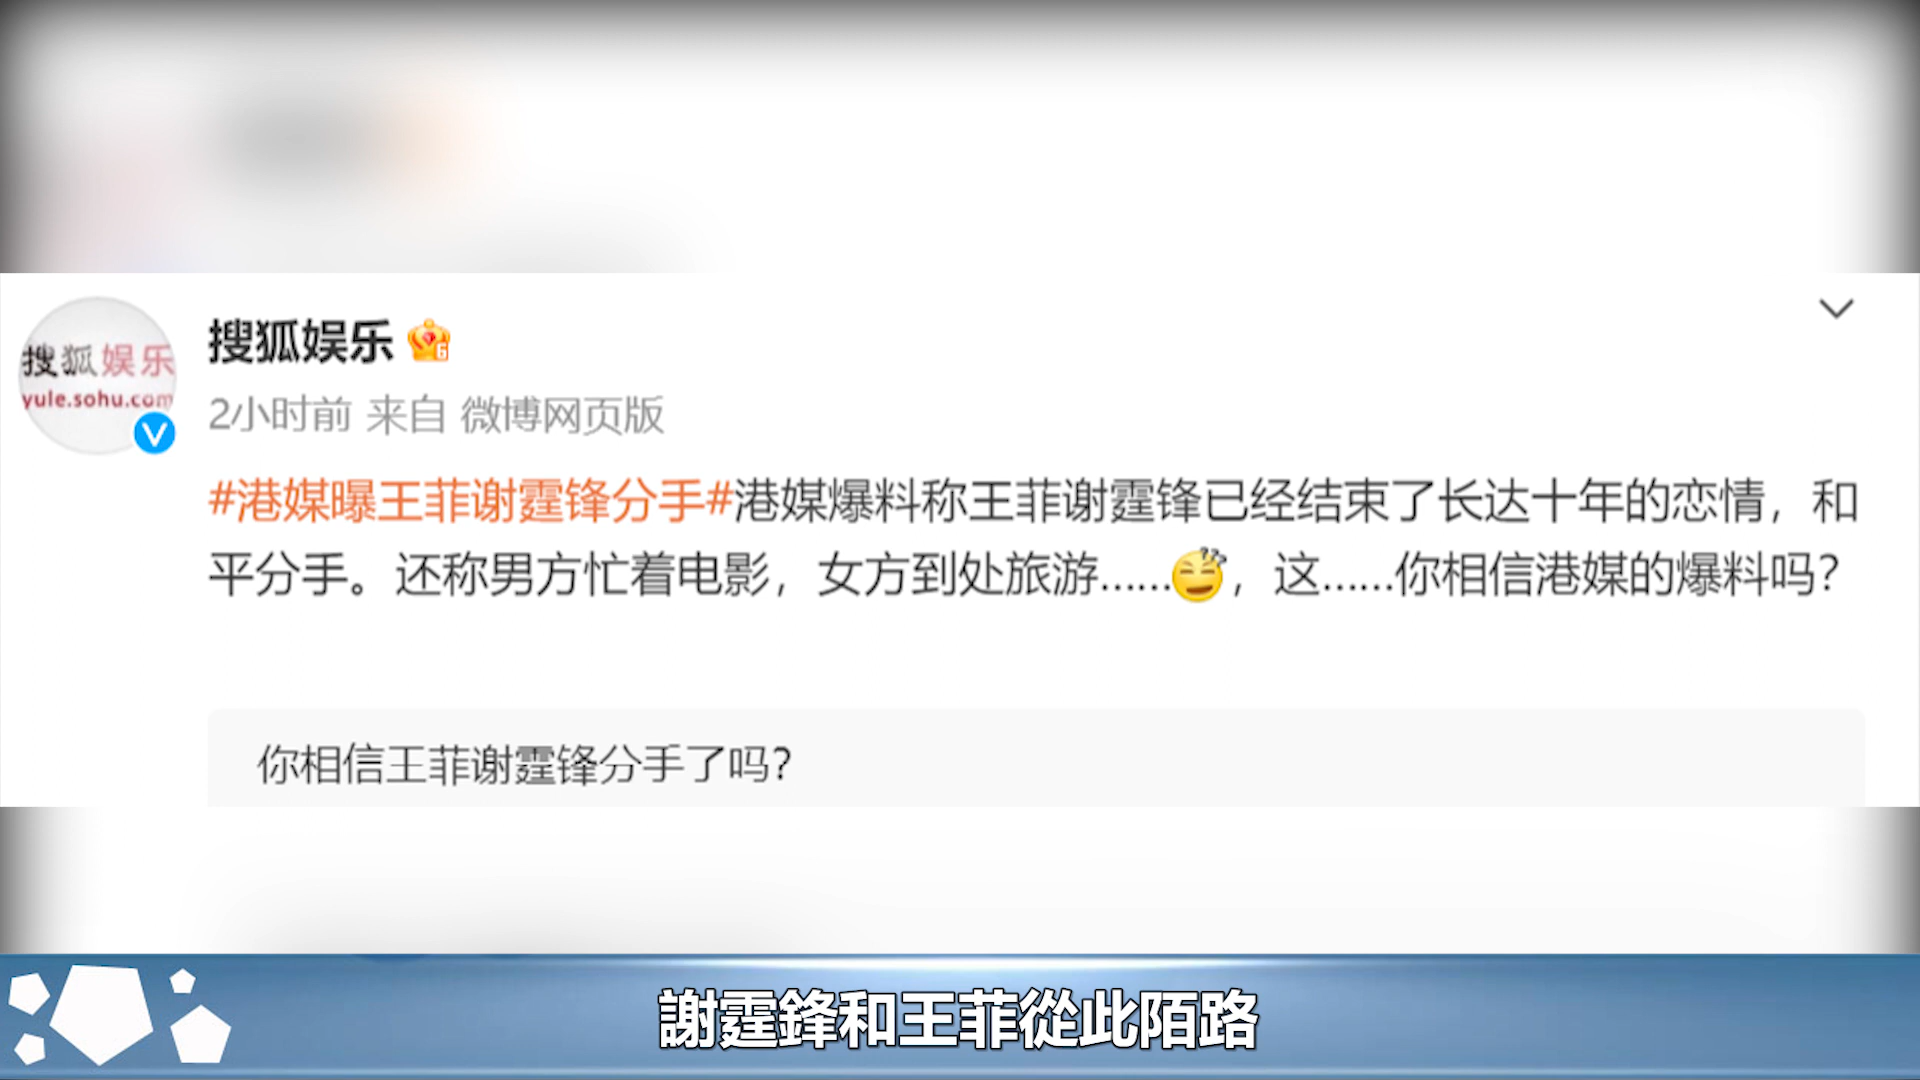 搜狐娱乐
yule.sohu.com
搜狐娱乐
6
2小时前 来自 微博网页版
#港媒曝王菲谢霆锋分手#港媒爆料称王菲谢霆锋已经结束了长达十年的恋情，和
平分手。还称男方忙着电影，女方到处旅游……，这……你相信港媒的爆料吗？
你相信王菲谢霆锋分手了吗？
謝霆鋒和王菲從此陌路